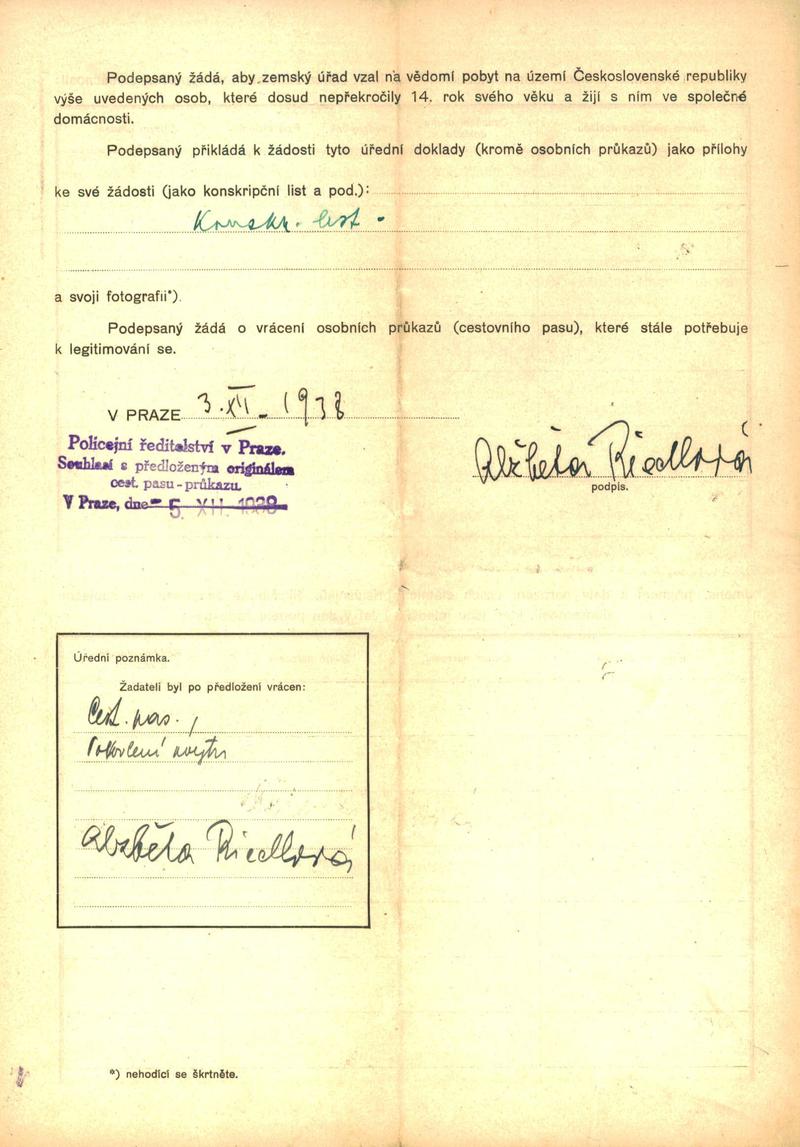 Podepsaný žádá, aby zemský úřad vzal na vědomí pobyt na území Československé republiky
výše uvedených osob, které dosud nepřekročily 14. rok svého věku a žijí s ním ve společné
domácnosti.
Podepsaný přikládá k žádosti tyto úřední doklady (kromě osobních průkazů) jako přílohy
ke své žádosti (jako konskripční list a pod.):
Konskr. list.
a svoji fotografii*).
Podepsaný žádá o vrácení osobních průkazů (cestovního pasu), které stále potřebuje
k legitimování se.
V PRAZE 3. XII. 1938
Policejní ředitelství v Praze.
Souhlasí s předloženým originálem
cest. pasu-průkazu.
V Praze, dne 5. XII 1938
Alžběta Riedlová
podpis.
Úřední poznámka.
Žadateli byl po předložení vrácen:
Cest. pas.,
Alžběta Riedlová
*) nehodící se škrtněte.